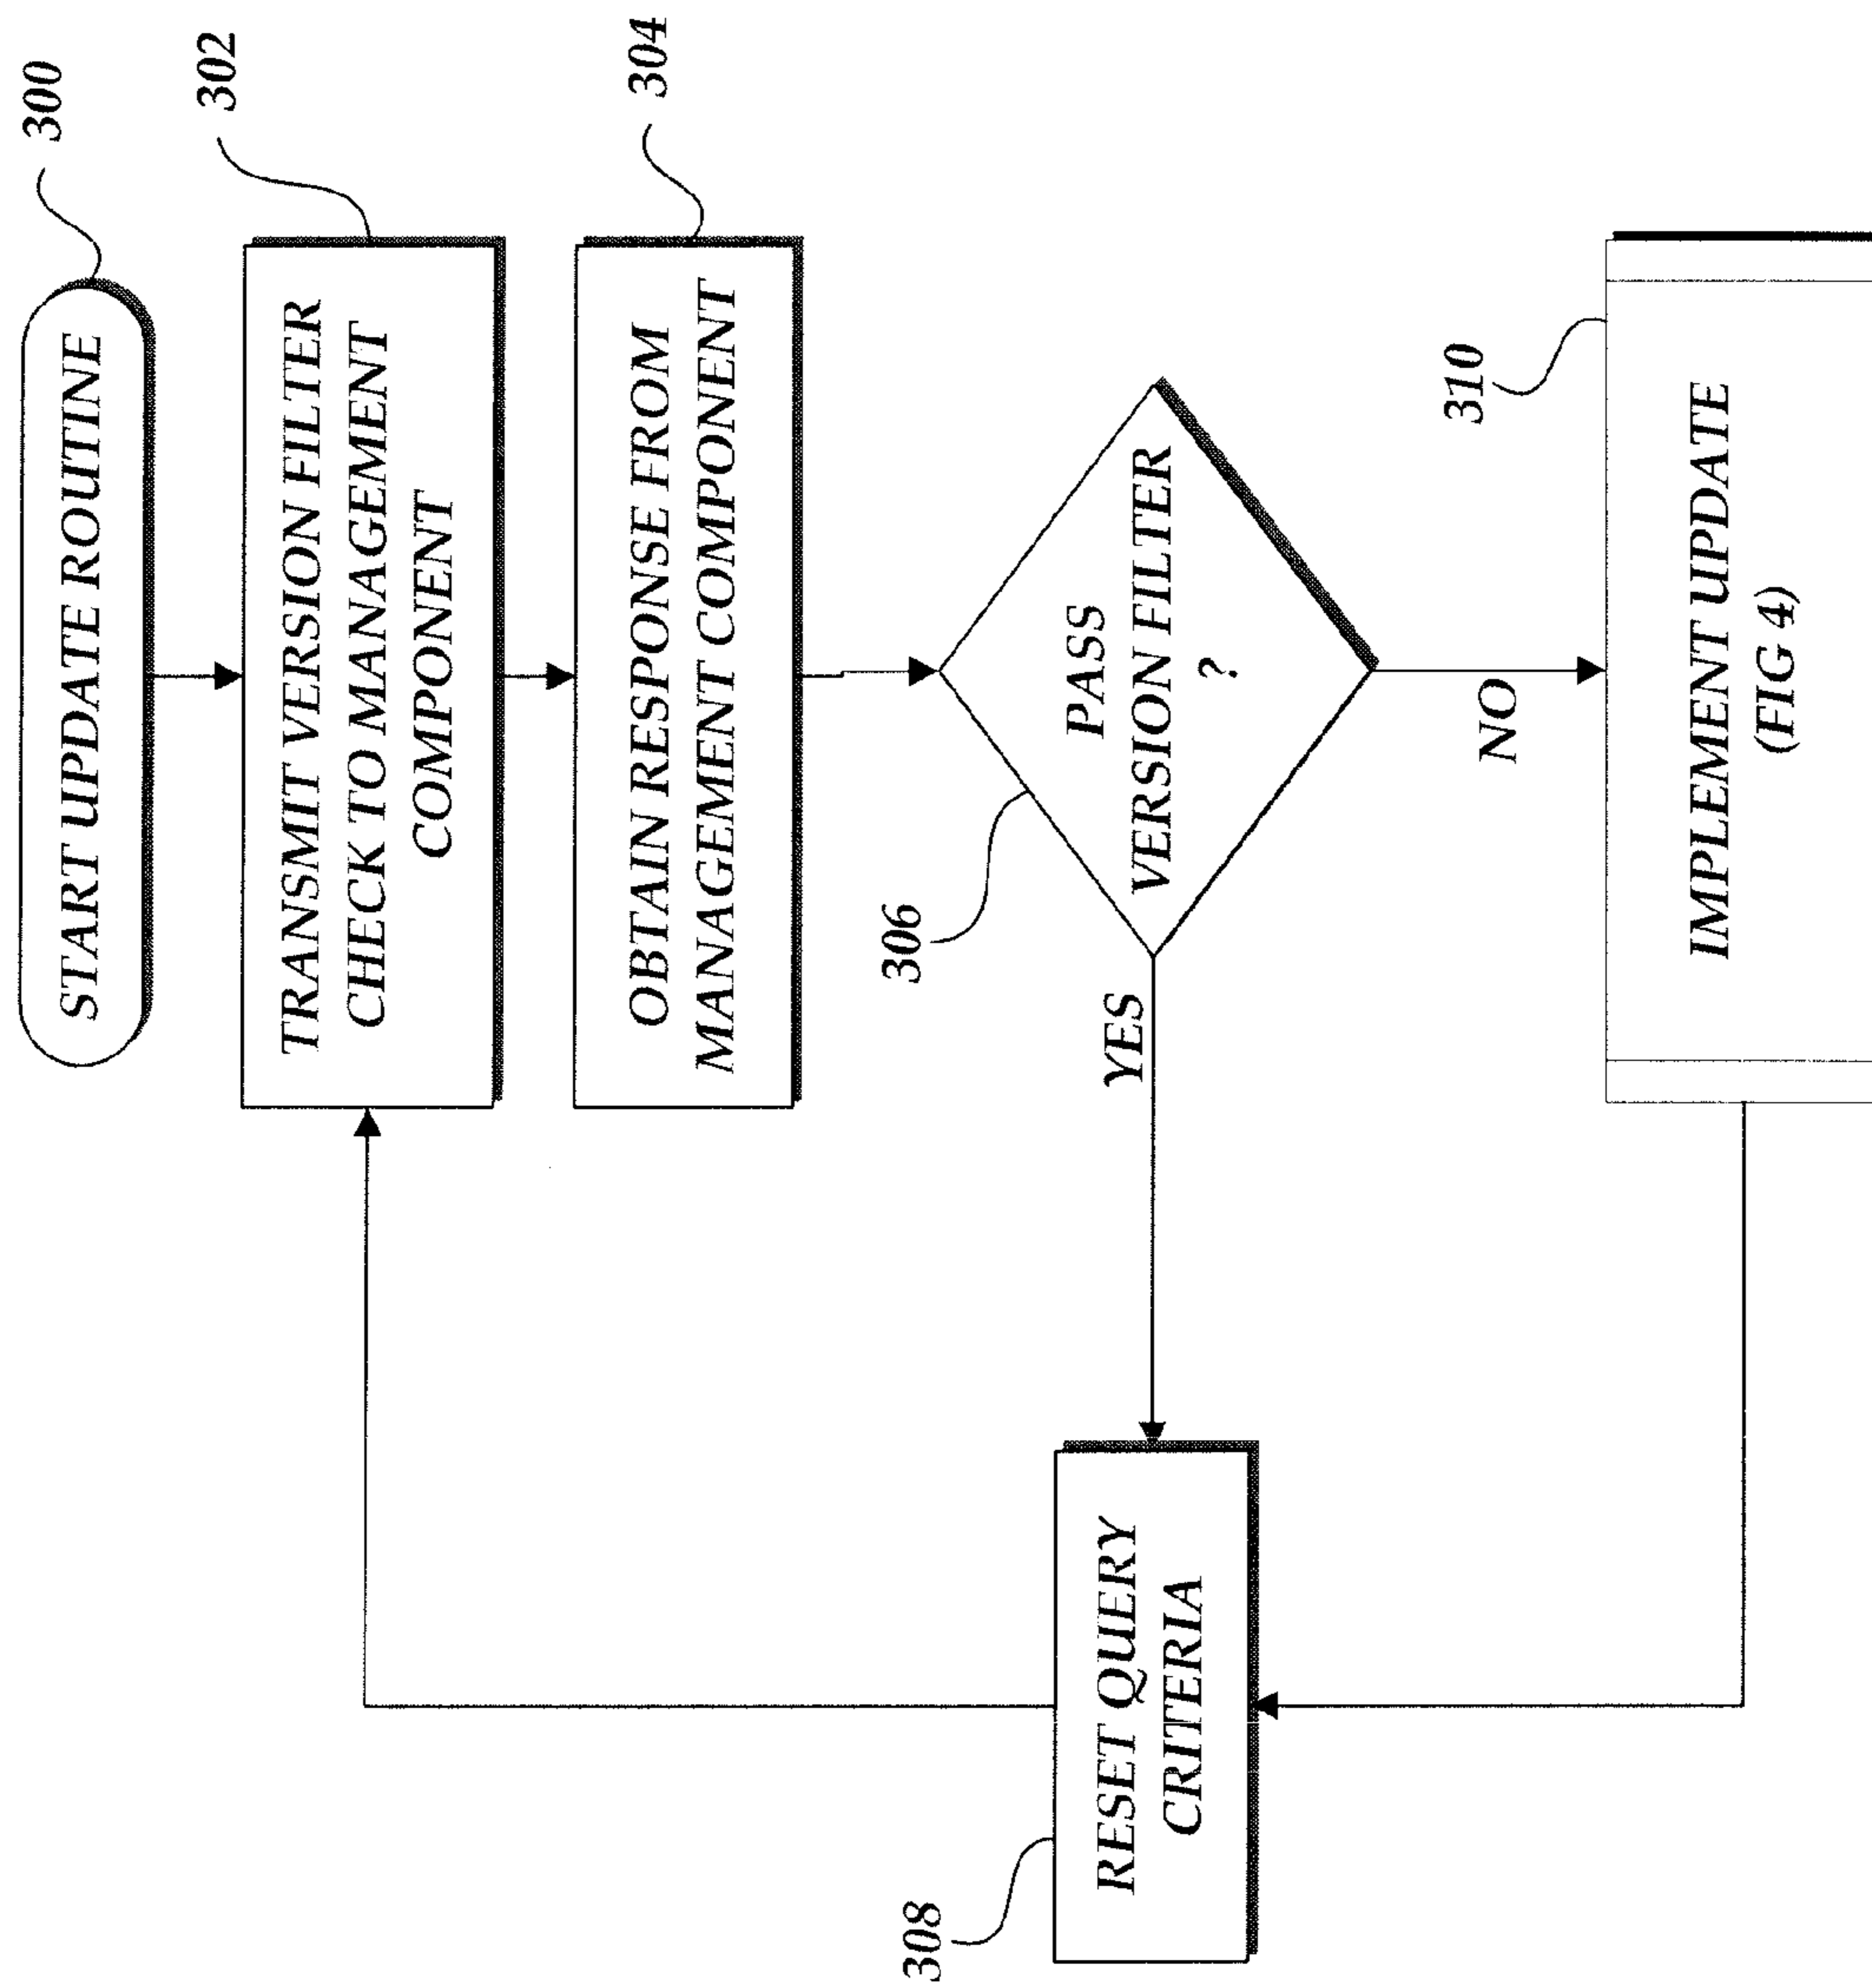 300
START UPDATE ROUTINE
302
TRANSMIT VERSION FILTER
CHECK TO MANAGEMENT
COMPONENT
304
OBTAIN RESPONSE FROM
MANAGEMENT COMPONENT
306
PASS
VERSION FILTER
?
YES
NO
308
RESET QUERY
CRITERIA
310
IMPLEMENT UPDATE
(FIG 4)